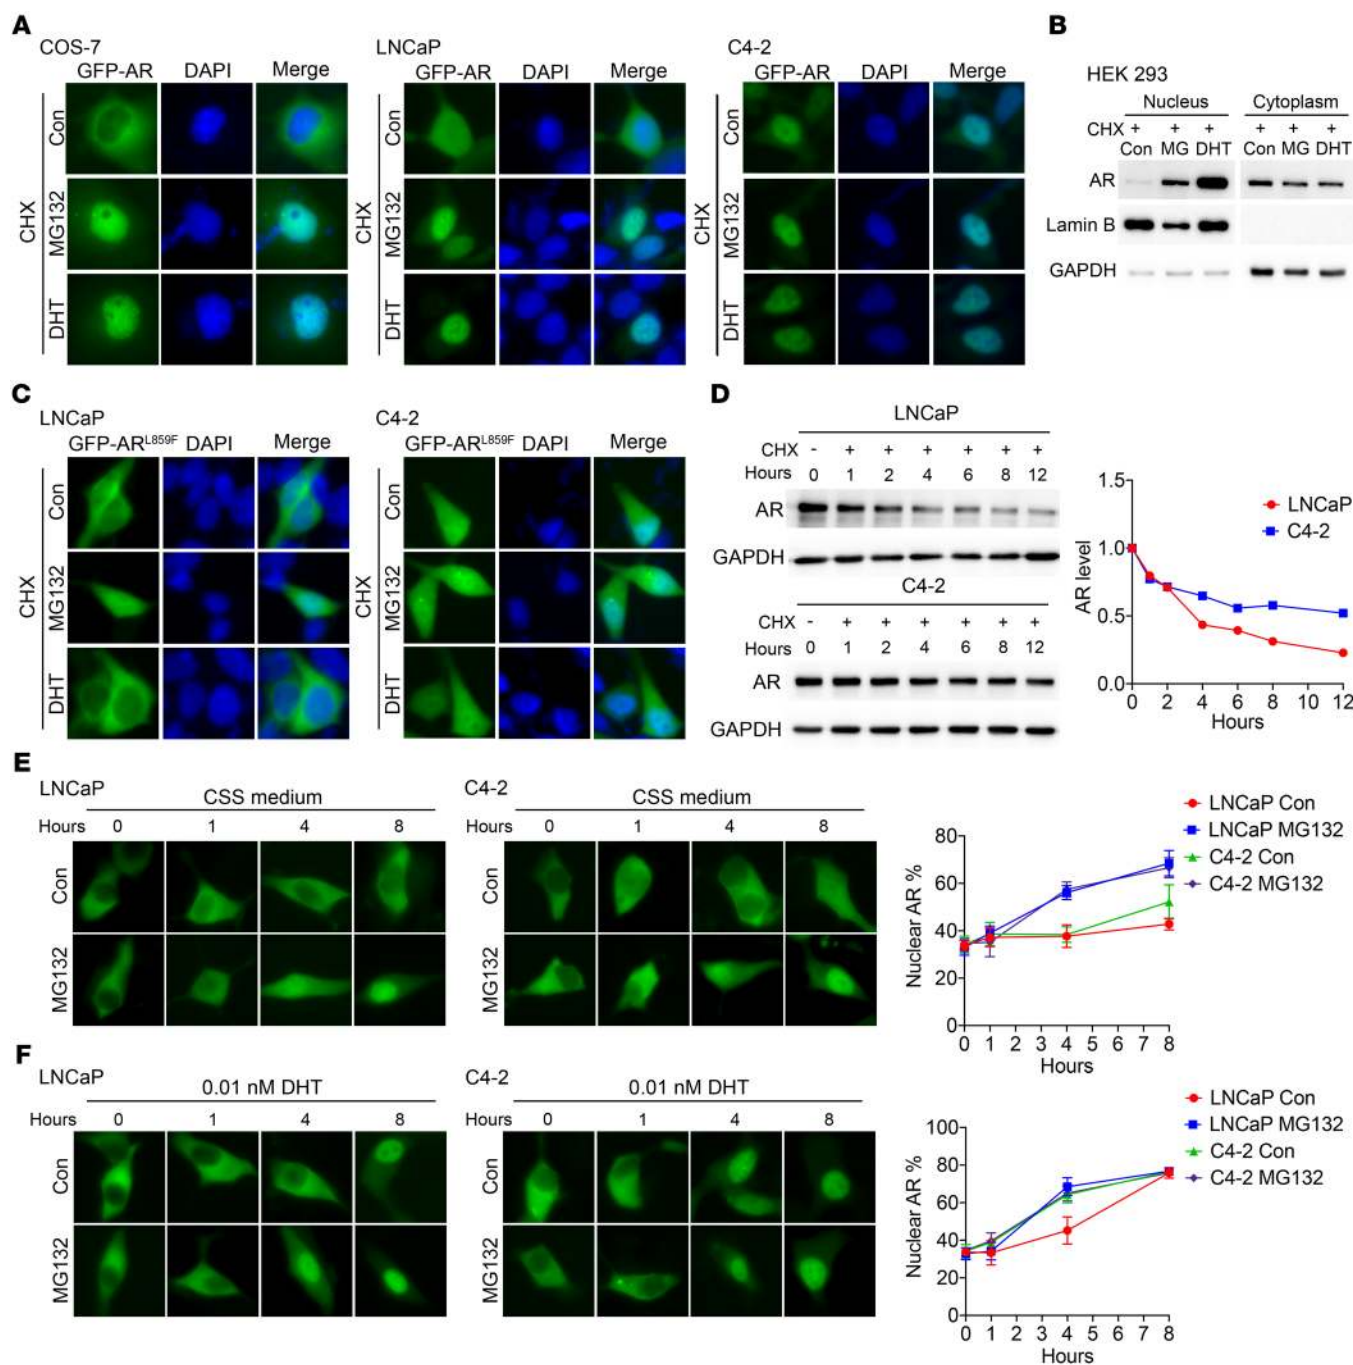 A
COS-7
GFP-AR DAPI Merge
CHX
Con
MG132
DHT
LNCaP
GFP-AR DAPI Merge
CHX
Con
MG132
DHT
C4-2
GFP-AR DAPI Merge
CHX
Con
MG132
DHT
B
HEK 293
Nucleus Cytoplasm
CHX + + + + + +
Con MG DHT Con MG DHT
AR
Lamin B
GAPDH
C
LNCaP
GFP-ARL859F DAPI Merge
CHX
Con
MG132
DHT
C4-2
GFP-ARL859F DAPI Merge
CHX
Con
MG132
DHT
D
LNCaP
CHX - + + + + + +
Hours 0 1 2 4 6 8 12
AR
GAPDH
C4-2
CHX - + + + + + +
Hours 0 1 2 4 6 8 12
AR
GAPDH
AR level
1.5
1.0
0.5
0.0
0 2 4 6 8 10 12
Hours
LNCaP
C4-2
E
LNCaP
CSS medium
Hours 0 1 4 8
Con
MG132
C4-2
CSS medium
0 1 4 8
Con
MG132
Nuclear AR %
80
60
40
20
0
0 1 2 3 4 5 6 7 8
Hours
LNCaP Con
LNCaP MG132
C4-2 Con
C4-2 MG132
F
LNCaP
0.01 nM DHT
Hours 0 1 4 8
Con
MG132
C4-2
0.01 nM DHT
Hours 0 1 4 8
Con
MG132
Nuclear AR %
100
80
60
40
20
0
0 1 2 3 4 5 6 7 8
Hours
LNCaP Con
LNCaP MG132
C4-2 Con
C4-2 MG132